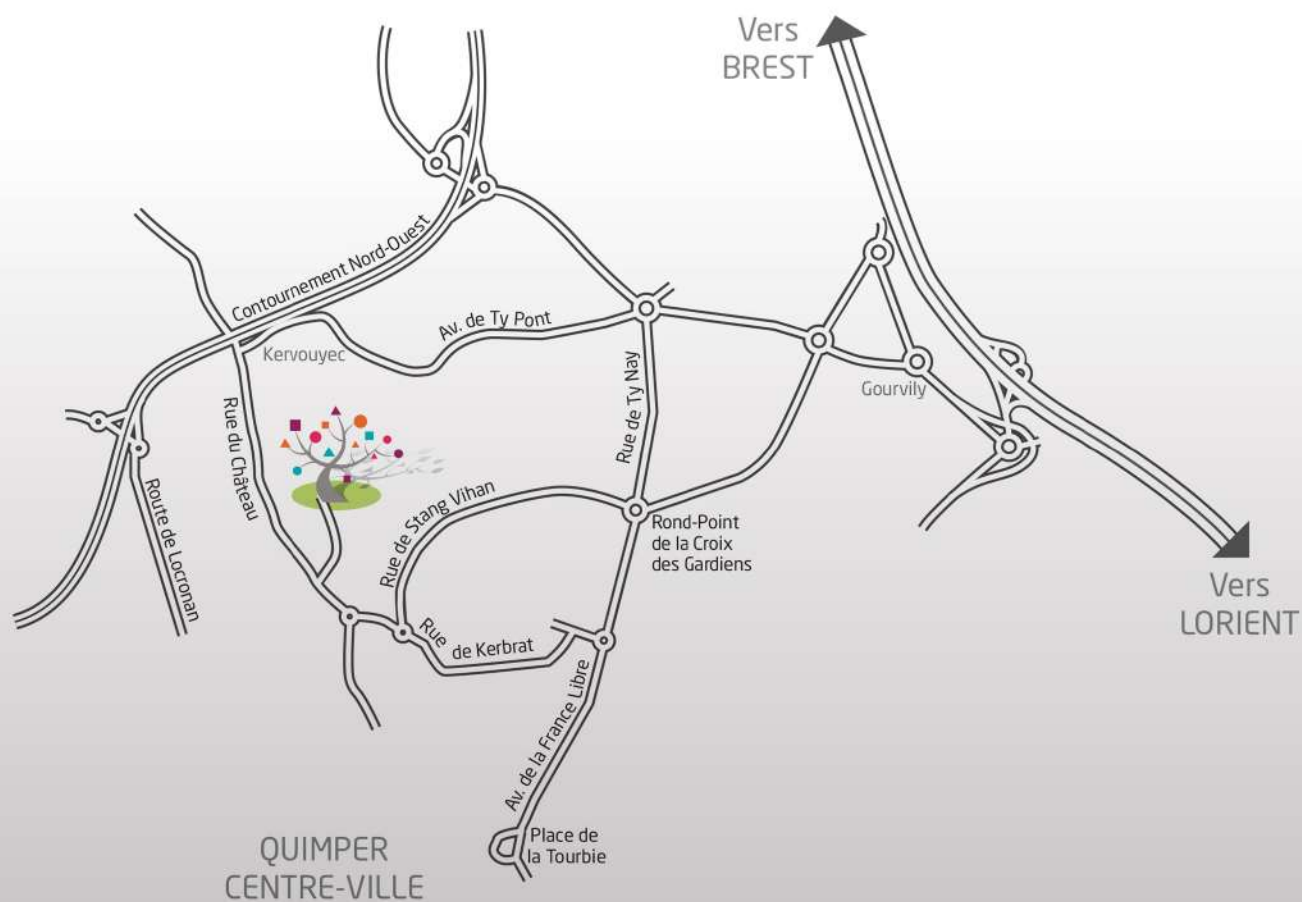 Vers
BREST
Contournement Nord-Ouest
Av. de Ty Pont
Kervouyec
Rue de Ty Nay
Gourvily
Rue du Château
Route de Locronan
Rue de Stang Vihan
Rond-Point
de la Croix
des Gardiens
Vers
LORIENT
Rue de Kerbrat
Av. de la France Libre
Place de
la Tourbie
QUIMPER
CENTRE-VILLE